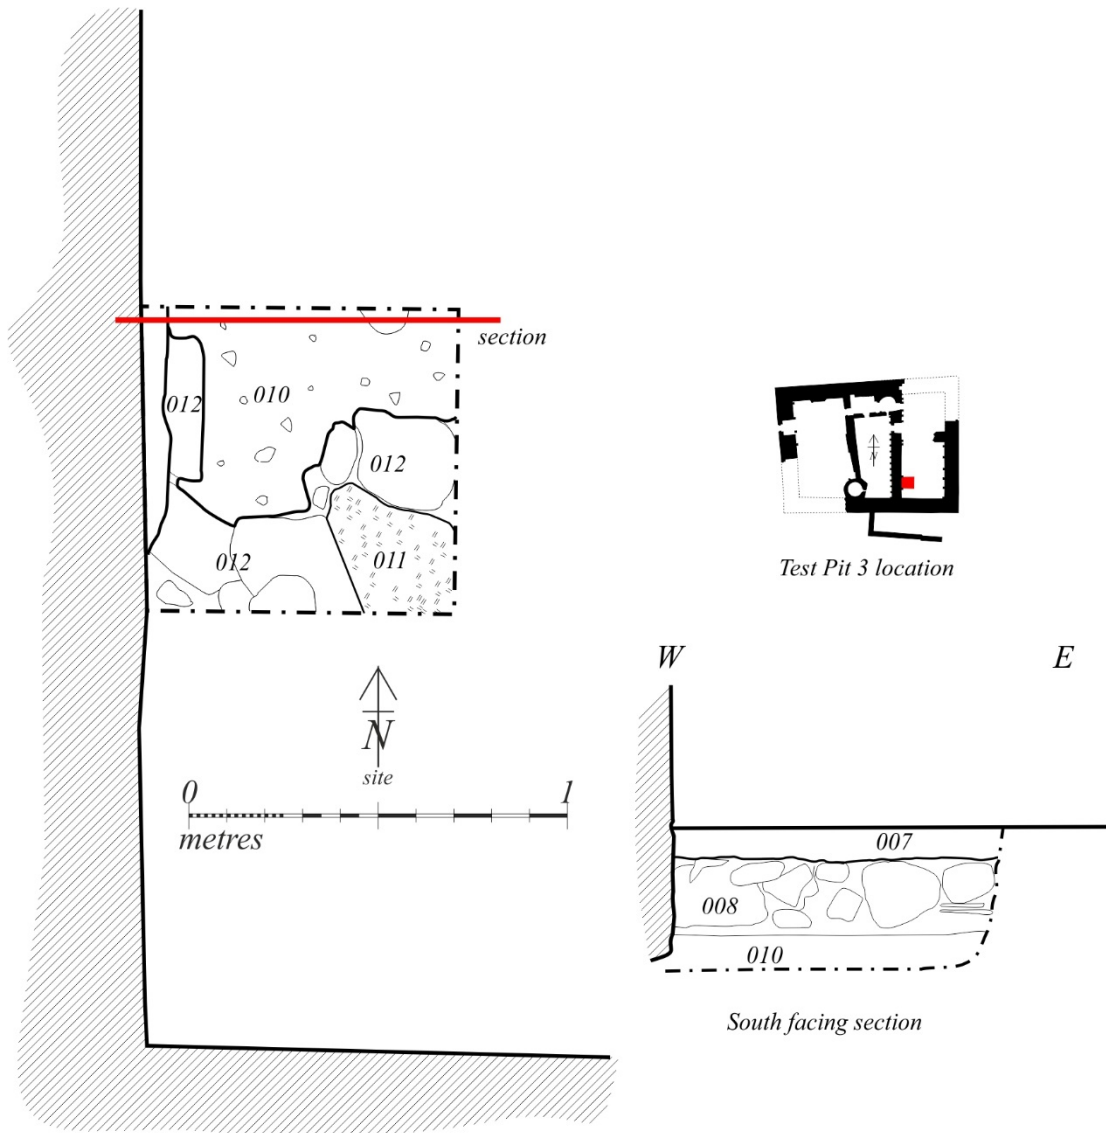 section
012
010
012
012
011
N
site
0
1
metres
N
Test Pit 3 location
W
E
007
008
010
South facing section